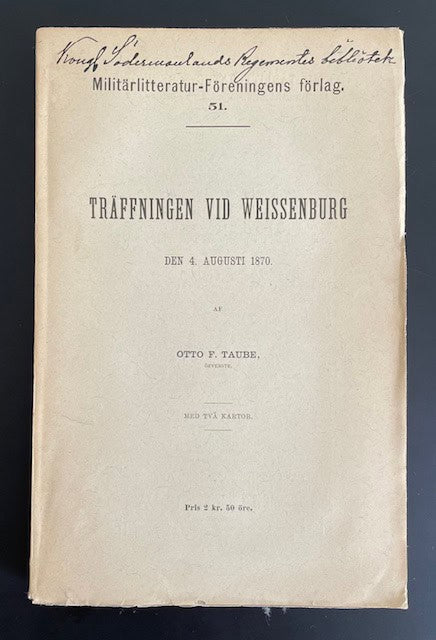 Kongl Södermanlands Regementes bibliotek
Militärlitteratur-Föreningens förlag.
51.
TRÄFFNINGEN VID WEISSENBURG
DEN 4. AUGUSTI 1870.
AF
OTTO F. TAUBE,
ÖFVERSTE.
MED TVÅ KARTOR.
Pris 2 kr. 50 öre.